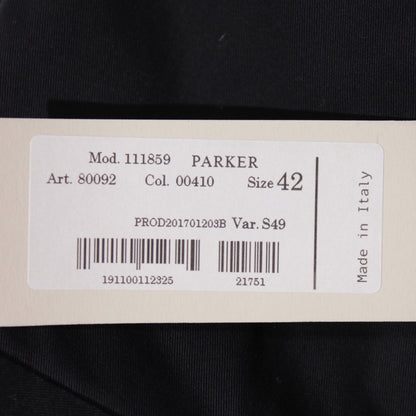 Mod. 111859 PARKER
Art. 80092 Col. 00410 Size 42
PROD201701203B Var. S49
191100112325 21751
Made in Italy